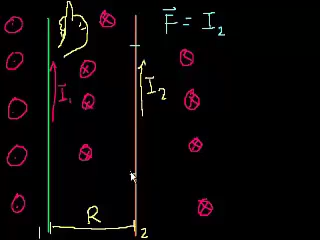 F = I₂
I₁
I₂
R
1
2